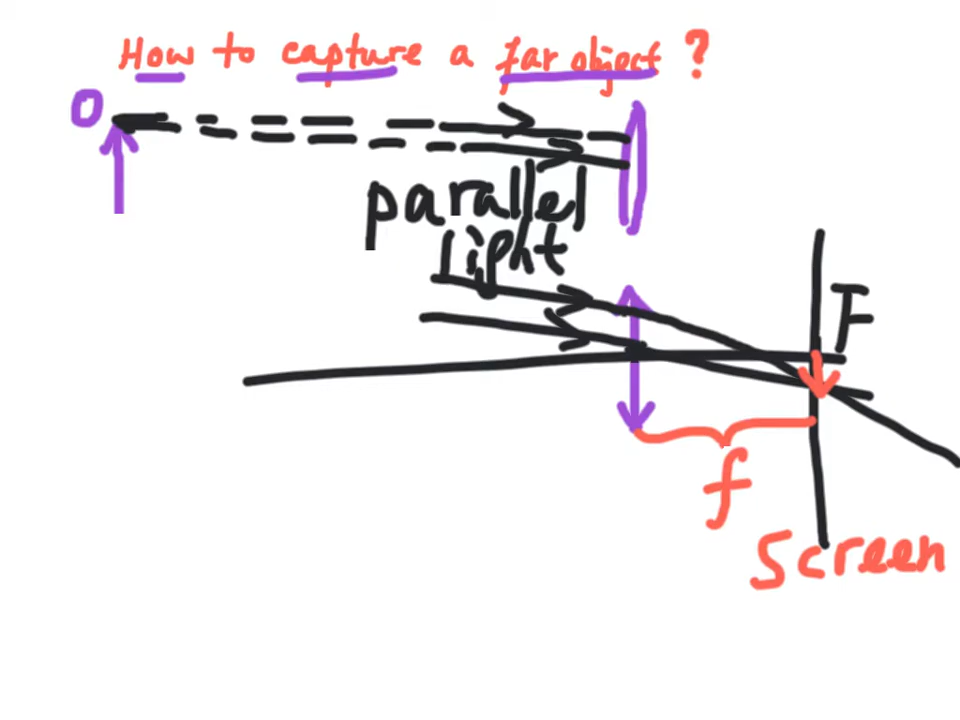 How to capture a far object ?
O
parallel
light
F
f
Screen